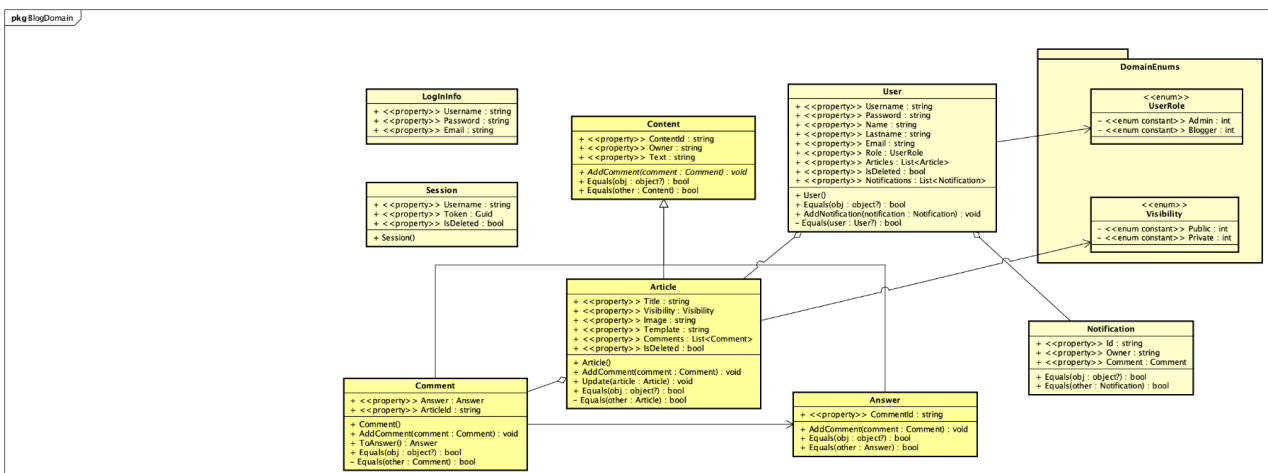 pkg BlogDomain
LogInInfo
+ <<property>> Username : string
+ <<property>> Password : string
+ <<property>> Email : string
Session
+ <<property>> Username : string
+ <<property>> Token : Guid
+ <<property>> IsDeleted : bool
+ Session()
Content
+ <<property>> ContentId : string
+ <<property>> Owner : string
+ <<property>> Text : string
+ AddComment(comment : Comment) : void
+ Equals(obj : object?) : bool
+ Equals(other : Content) : bool
User
+ <<property>> Username : string
+ <<property>> Password : string
+ <<property>> Name : string
+ <<property>> Lastname : string
+ <<property>> Email : string
+ <<property>> Role : UserRole
+ <<property>> Articles : List<Article>
+ <<property>> IsDeleted : bool
+ <<property>> Notifications : List<Notification>
+ User()
+ Equals(obj : object?) : bool
+ AddNotification(notification : Notification) : void
- Equals(user : User?) : bool
DomainEnums
<<enum>>
UserRole
- <<enum constant>> Admin : int
- <<enum constant>> Blogger : int
<<enum>>
Visibility
- <<enum constant>> Public : int
- <<enum constant>> Private : int
Article
+ <<property>> Title : string
+ <<property>> Visibility : Visibility
+ <<property>> Image : string
+ <<property>> Template : string
+ <<property>> Comments : List<Comment>
+ <<property>> IsDeleted : bool
+ Article()
+ AddComment(comment : Comment) : void
+ Update(article : Article) : void
+ Equals(obj : object?) : bool
- Equals(other : Article) : bool
Notification
+ <<property>> Id : string
+ <<property>> Owner : string
+ <<property>> Comment : Comment
+ Equals(obj : object?) : bool
+ Equals(other : Notification) : bool
Comment
+ <<property>> Answer : Answer
+ <<property>> ArticleId : string
+ Comment()
+ AddComment(comment : Comment) : void
+ ToAnswer() : Answer
+ Equals(obj : object?) : bool
- Equals(other : Comment) : bool
Answer
+ <<property>> CommentId : string
+ AddComment(comment : Comment) : void
+ Equals(obj : object?) : bool
+ Equals(other : Answer) : bool